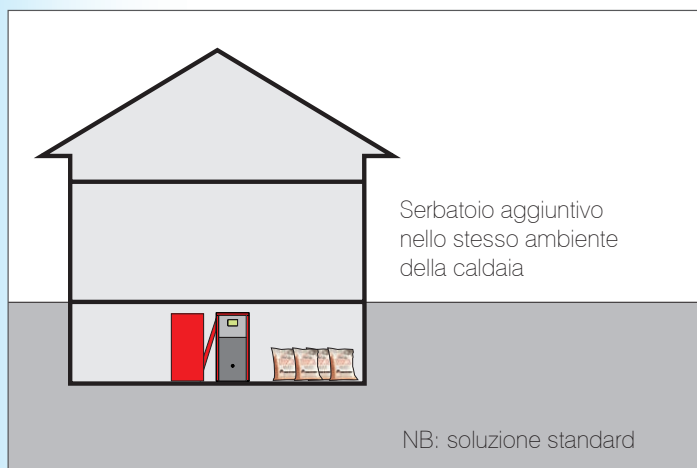 Serbatoio aggiuntivo
nello stesso ambiente
della caldaia
NB: soluzione standard